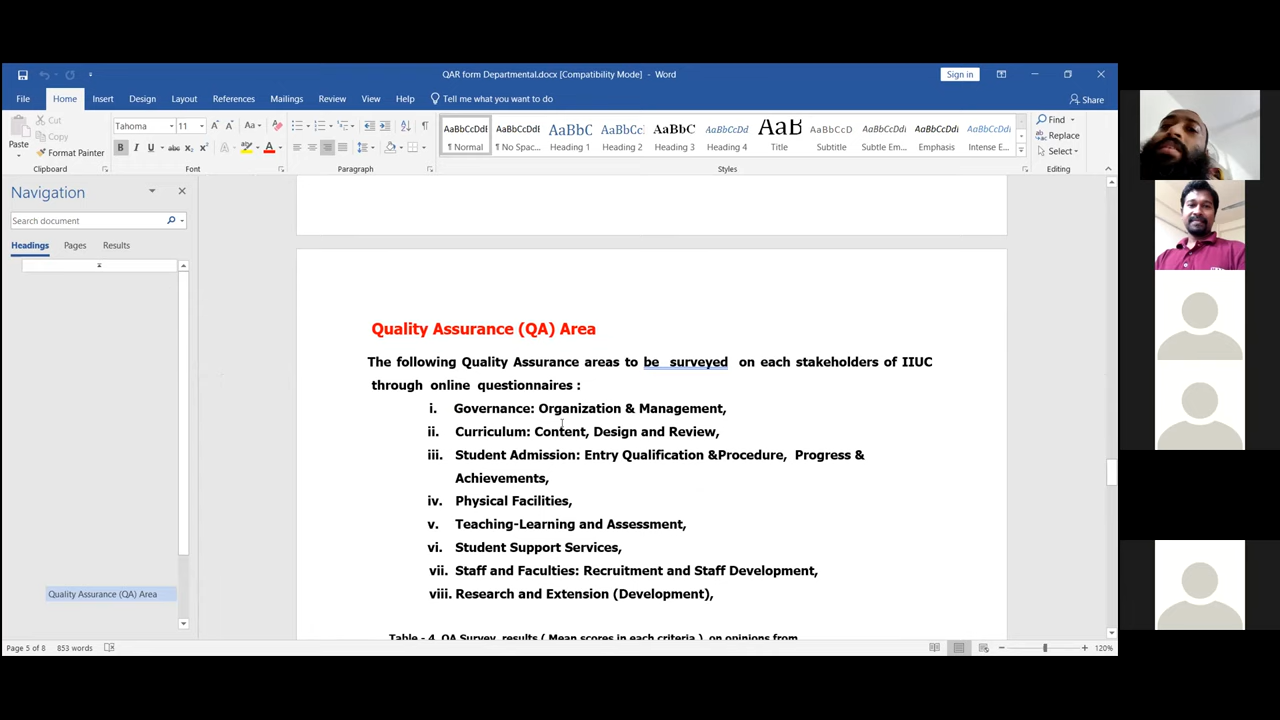 QAR form Departmental.docx [Compatibility Mode] - Word
Sign in
File Home Insert Design Layout References Mailings Review View Help Tell me what you want to do
Share
Paste
Cut
Copy
Format Painter
Clipboard
Tahoma 11
Font
Paragraph
AaBbCcDdE AaBbCcDdE AaBbC AaBbCc AaBbC AaBbCcDd AaB AaBbCcD AaBbCcDd AaBbCcDd AaBbCcDd
¶ Normal ¶ No Spac... Heading 1 Heading 2 Heading 3 Heading 4 Title Subtitle Subtle Em... Emphasis Intense E...
Styles
Find
Replace
Select
Editing
Navigation
Search document
Headings Pages Results
Quality Assurance (QA) Area
Quality Assurance (QA) Area
The following Quality Assurance areas to be surveyed on each stakeholders of IIUC
through online questionnaires :
i. Governance: Organization & Management,
ii. Curriculum: Content, Design and Review,
iii. Student Admission: Entry Qualification &Procedure, Progress &
Achievements,
iv. Physical Facilities,
v. Teaching-Learning and Assessment,
vi. Student Support Services,
vii. Staff and Faculties: Recruitment and Staff Development,
viii. Research and Extension (Development),
Table - 4 QA Survey results ( Mean scores in each criteria ) on opinions from
Page 5 of 8 853 words
120%